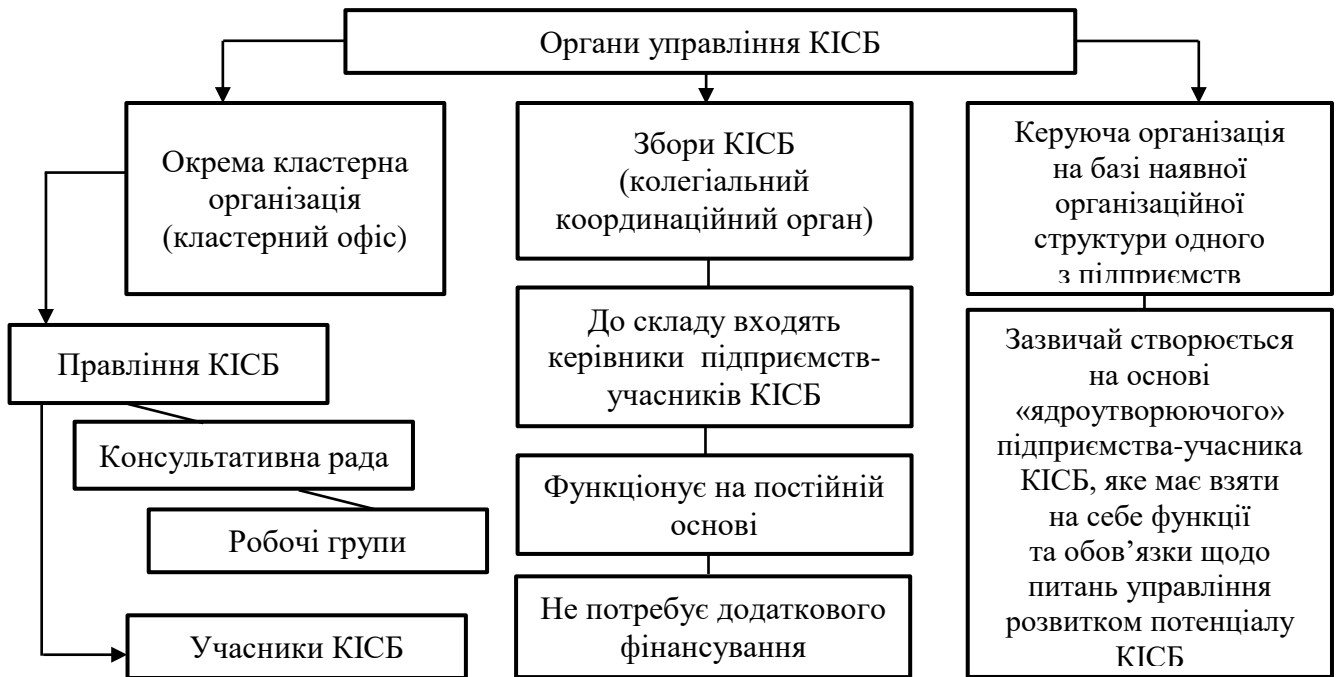 Органи управління КІСБ
Окрема кластерна
організація
(кластерний офіс)
Збори КІСБ
(колегіальний
координаційний орган)
Керуюча організація
на базі наявної
організаційної
структури одного
з підприємств
Правління КІСБ
Консультативна рада
Робочі групи
Учасники КІСБ
До складу входять
керівники підприємств-
учасників КІСБ
Функціонує на постійній
основі
Не потребує додаткового
фінансування
Зазвичай створюється
на основі
«ядроутворюючого»
підприємства-учасника
КІСБ, яке має взяти
на себе функції
та обов’язки щодо
питань управління
розвитком потенціалу
КІСБ